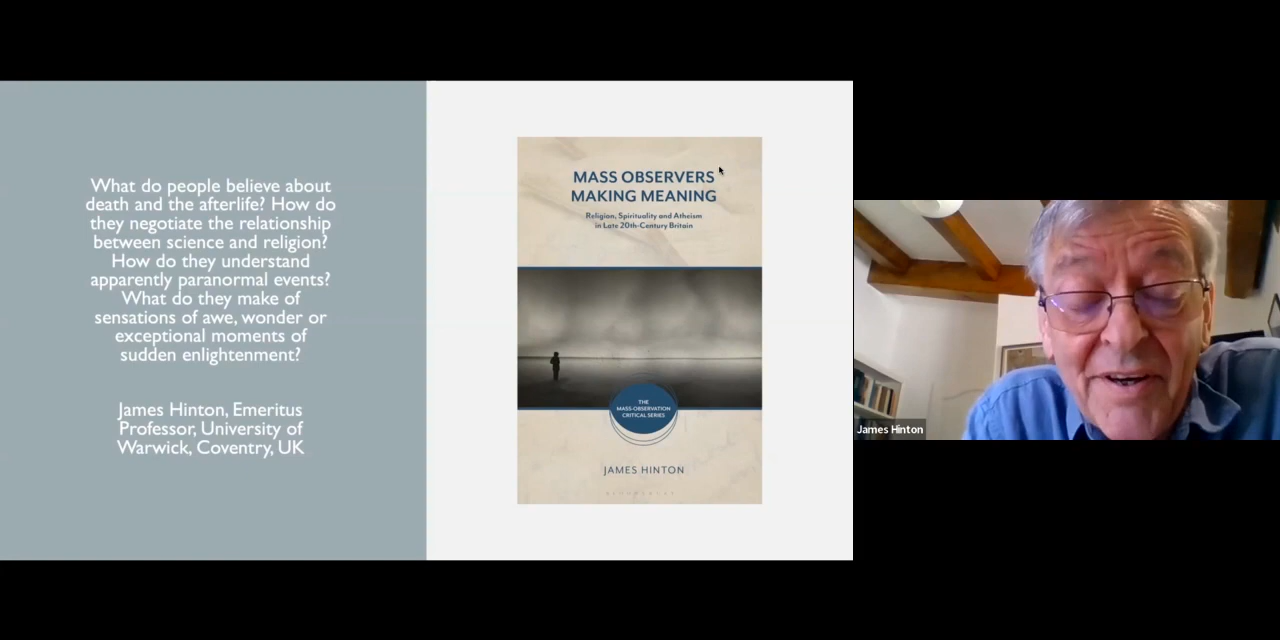 What do people believe about
death and the afterlife? How do
they negotiate the relationship
between science and religion?
How do they understand
apparently paranormal events?
What do they make of
sensations of awe, wonder or
exceptional moments of
sudden enlightenment?
James Hinton, Emeritus
Professor, University of
Warwick, Coventry, UK
MASS OBSERVERS
MAKING MEANING
Religion, Spirituality and Atheism
in Late 20th-Century Britain
THE
MASS-OBSERVATION
CRITICAL SERIES
JAMES HINTON
BLOOMSBURY
James Hinton